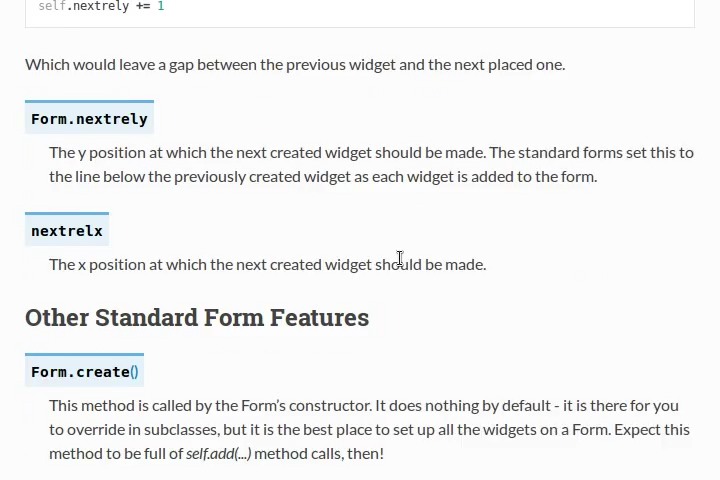 self.nextrely += 1
Which would leave a gap between the previous widget and the next placed one.
Form.nextrely
The y position at which the next created widget should be made. The standard forms set this to
the line below the previously created widget as each widget is added to the form.
nextrelx
The x position at which the next created widget should be made.
Other Standard Form Features
Form.create()
This method is called by the Form’s constructor. It does nothing by default - it is there for you
to override in subclasses, but it is the best place to set up all the widgets on a Form. Expect this
method to be full of self.add(...) method calls, then!